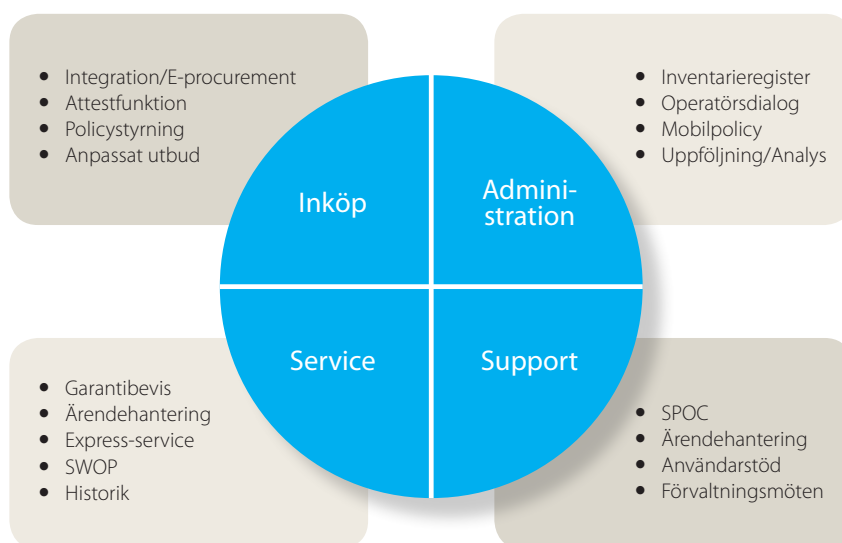 • Integration/E-procurement
• Attestfunktion
• Policystyrning
• Anpassat utbud
• Inventarieregister
• Operatörsdialog
• Mobilpolicy
• Uppföljning/Analys
Inköp
Admini-
stration
Service
Support
• Garantibevis
• Ärendehantering
• Express-service
• SWOP
• Historik
• SPOC
• Ärendehantering
• Användarstöd
• Förvaltningsmöten